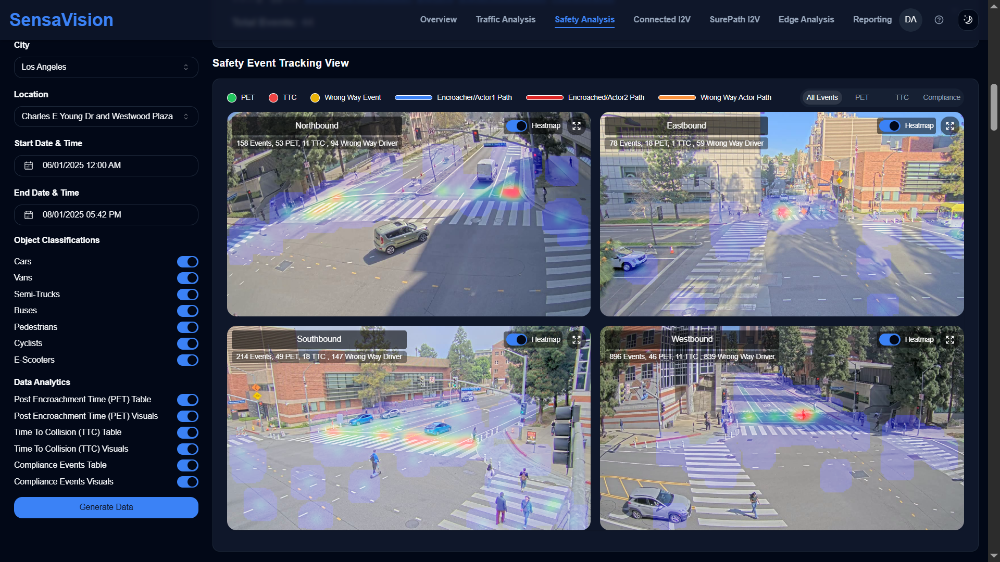 SensaVision
Overview
Traffic Analysis
Safety Analysis
Connected I2V
SurePath I2V
Edge Analysis
Reporting
DA
City
Los Angeles
Location
Charles E Young Dr and Westwood Plaza
Start Date & Time
06/01/2025 12:00 AM
End Date & Time
08/01/2025 05:42 PM
Object Classifications
Cars
Vans
Semi-Trucks
Buses
Pedestrians
Cyclists
E-Scooters
Data Analytics
Post Encroachment Time (PET) Table
Post Encroachment Time (PET) Visuals
Time To Collision (TTC) Table
Time To Collision (TTC) Visuals
Compliance Events Table
Compliance Events Visuals
Generate Data
Safety Event Tracking View
PET
TTC
Wrong Way Event
Encroacher/Actor1 Path
Encroached/Actor2 Path
Wrong Way Actor Path
All Events
PET
TTC
Compliance
Northbound
158 Events, 53 PET, 11 TTC , 94 Wrong Way Driver
Heatmap
Eastbound
78 Events, 18 PET, 1 TTC , 59 Wrong Way Driver
Heatmap
Southbound
214 Events, 49 PET, 18 TTC , 147 Wrong Way Driver
Heatmap
Westbound
896 Events, 46 PET, 11 TTC , 839 Wrong Way Driver
Heatmap